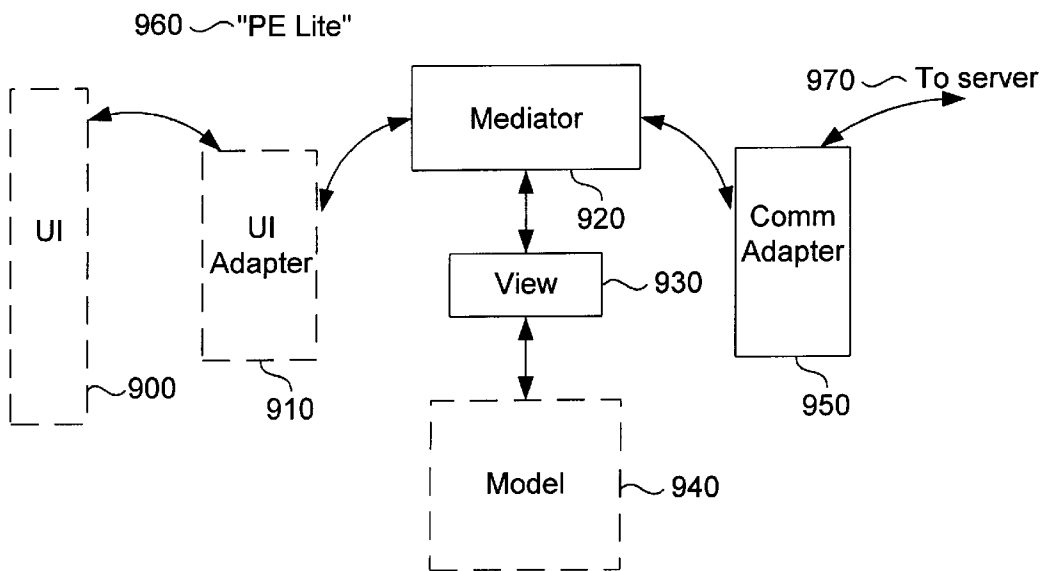 960 "PE Lite"
970 To server
Mediator
920
UI
UI
Adapter
Comm
Adapter
View
930
900
910
950
Model
940